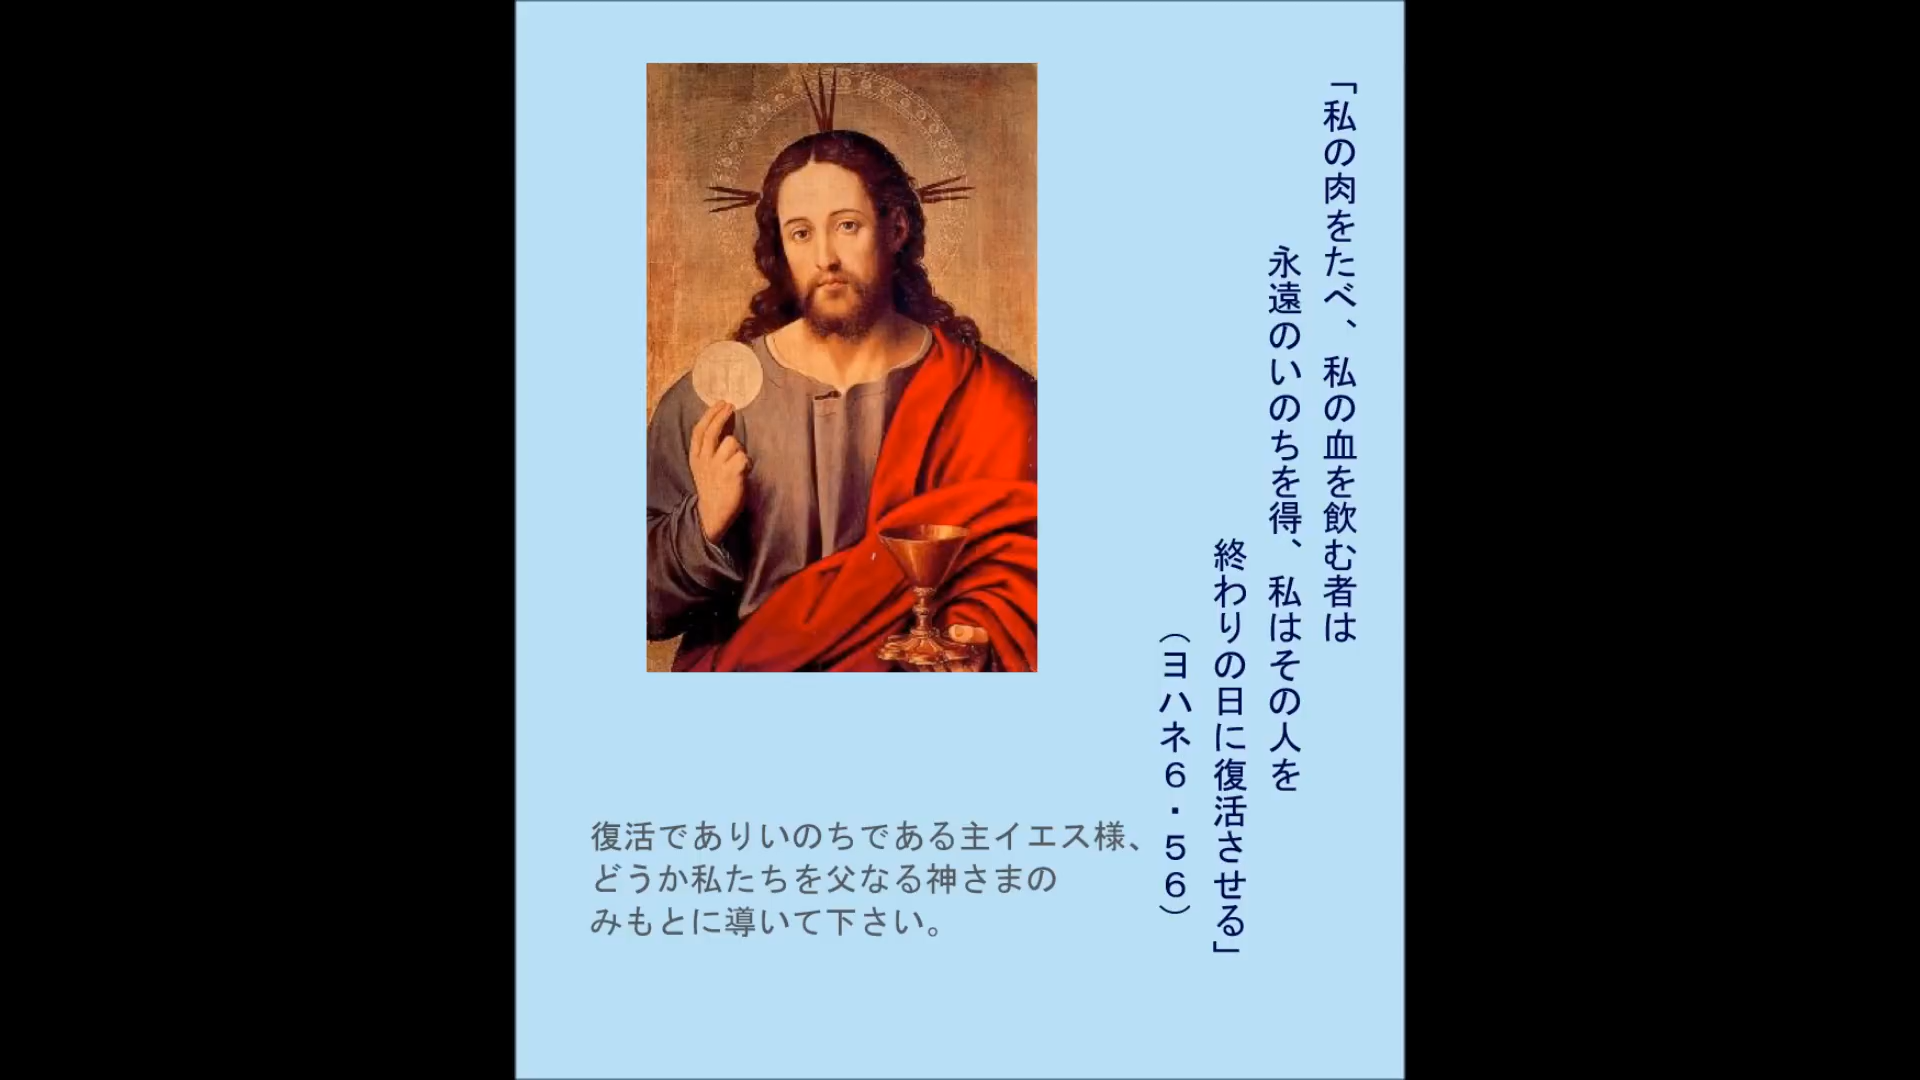 「私の肉をたべ、私の血を飲む者は
永遠のいのちを得、私はその人を
終わりの日に復活させる」
（ヨハネ６・５６）
復活でありいのちである主イエス様、
どうか私たちを父なる神さまの
みもとに導いて下さい。